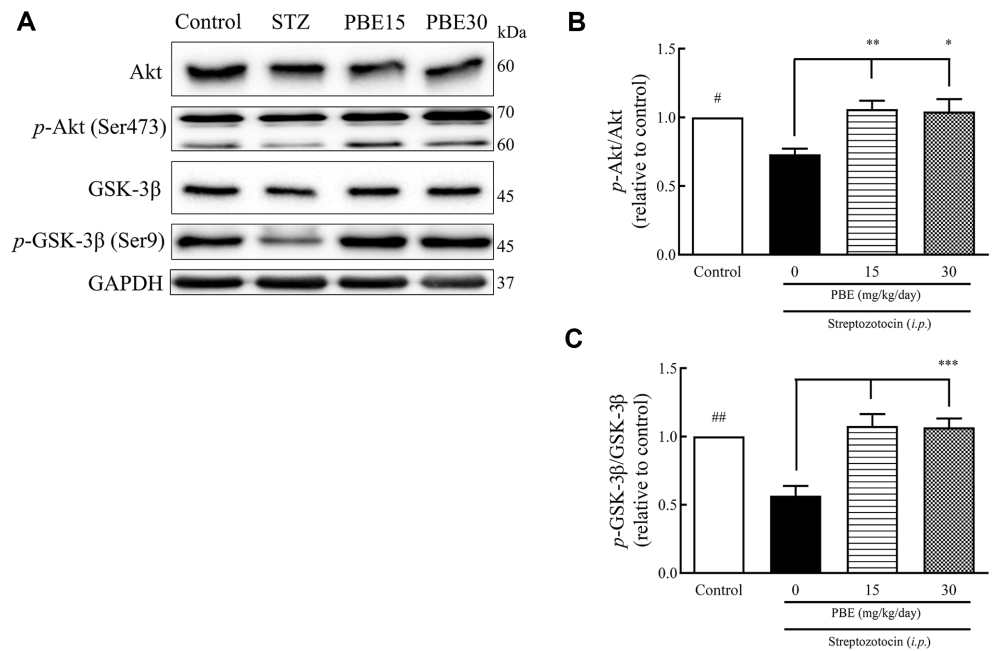 A
Control STZ PBE15 PBE30
kDa
Akt 60
p-Akt (Ser473) 70
60
GSK-3β 45
p-GSK-3β (Ser9) 45
GAPDH 37
B
p-Akt/Akt
(relative to control)
1.5
1.0
0.5
0.0
#
** *
Control 0 15 30
PBE (mg/kg/day)
Streptozotocin (i.p.)
C
p-GSK-3β/GSK-3β
(relative to control)
1.5
1.0
0.5
0.0
##
***
Control 0 15 30
PBE (mg/kg/day)
Streptozotocin (i.p.)